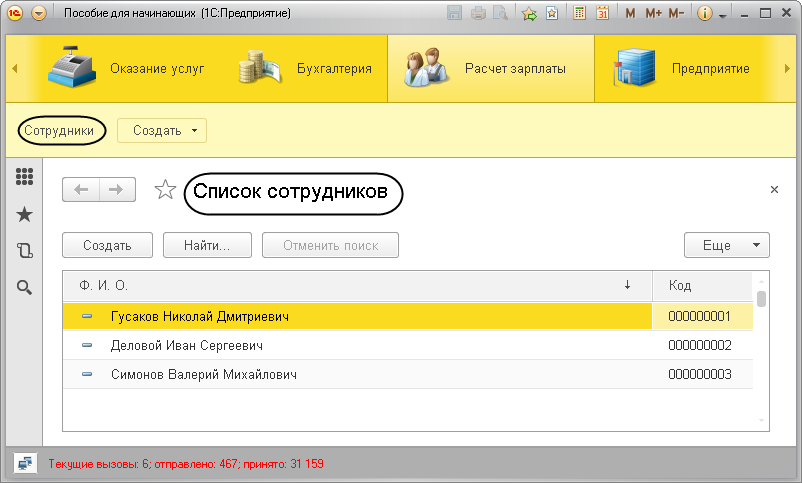 Пособие для начинающих (1С:Предприятие)
M M+ M-
Оказание услуг Бухгалтерия Расчет зарплаты Предприятие
Сотрудники Создать
Список сотрудников
Создать Найти... Отменить поиск Еще
Ф. И. О. Код
Гусаков Николай Дмитриевич 000000001
Деловой Иван Сергеевич 000000002
Симонов Валерий Михайлович 000000003
Текущие вызовы: 6; отправлено: 467; принято: 31 159